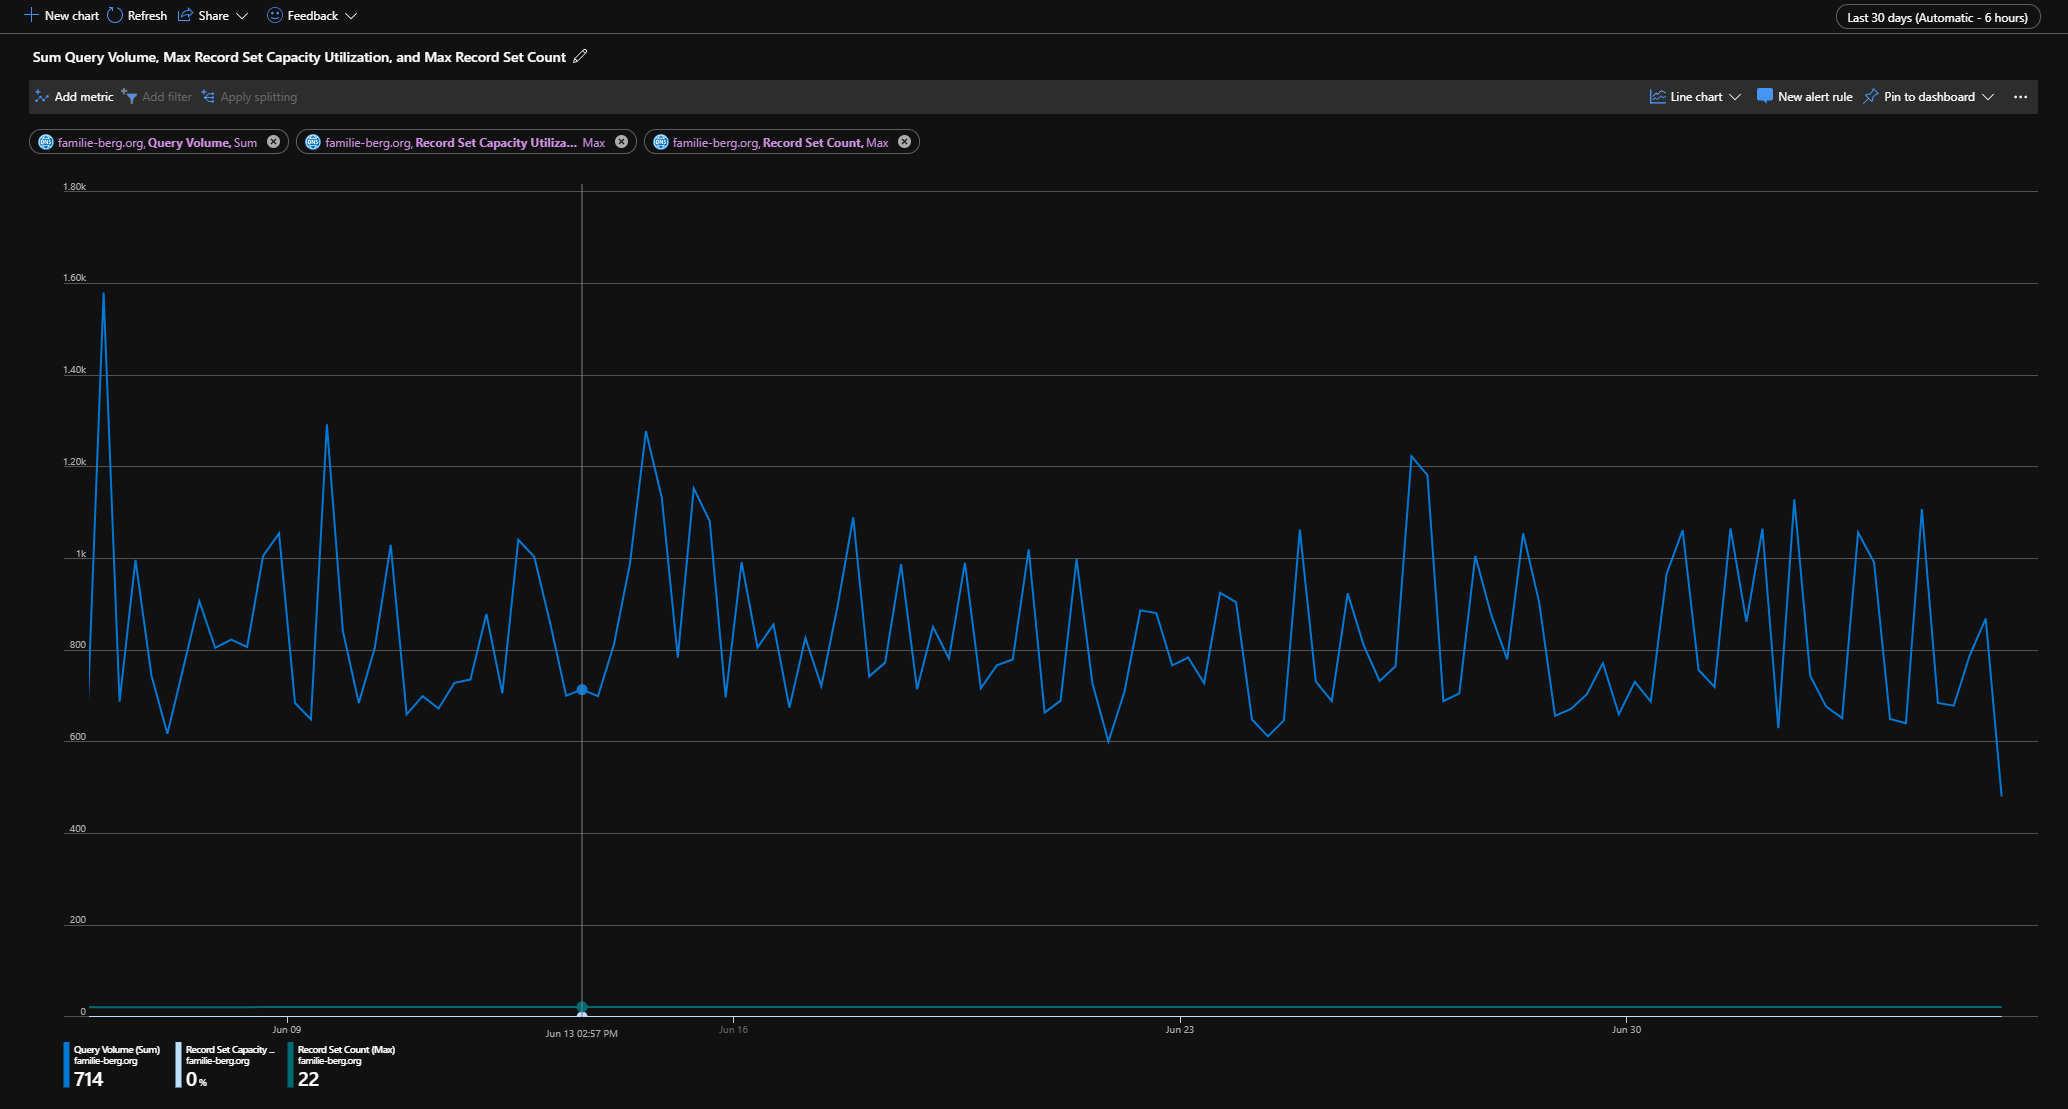 New chart Refresh Share Feedback Last 30 days (Automatic - 6 hours)
Sum Query Volume, Max Record Set Capacity Utilization, and Max Record Set Count
Add metric Add filter Apply splitting Line chart New alert rule Pin to dashboard ...
DNS familie-berg.org, Query Volume, Sum DNS familie-berg.org, Record Set Capacity Utiliza... Max DNS familie-berg.org, Record Set Count, Max
1.80k
1.60k
1.40k
1.20k
1k
800
600
400
200
0
Jun 09 Jun 13 02:57 PM Jun 16 Jun 23 Jun 30
Query Volume (Sum) Record Set Capacity ... Record Set Count (Max)
familie-berg.org familie-berg.org familie-berg.org
714 0 % 22